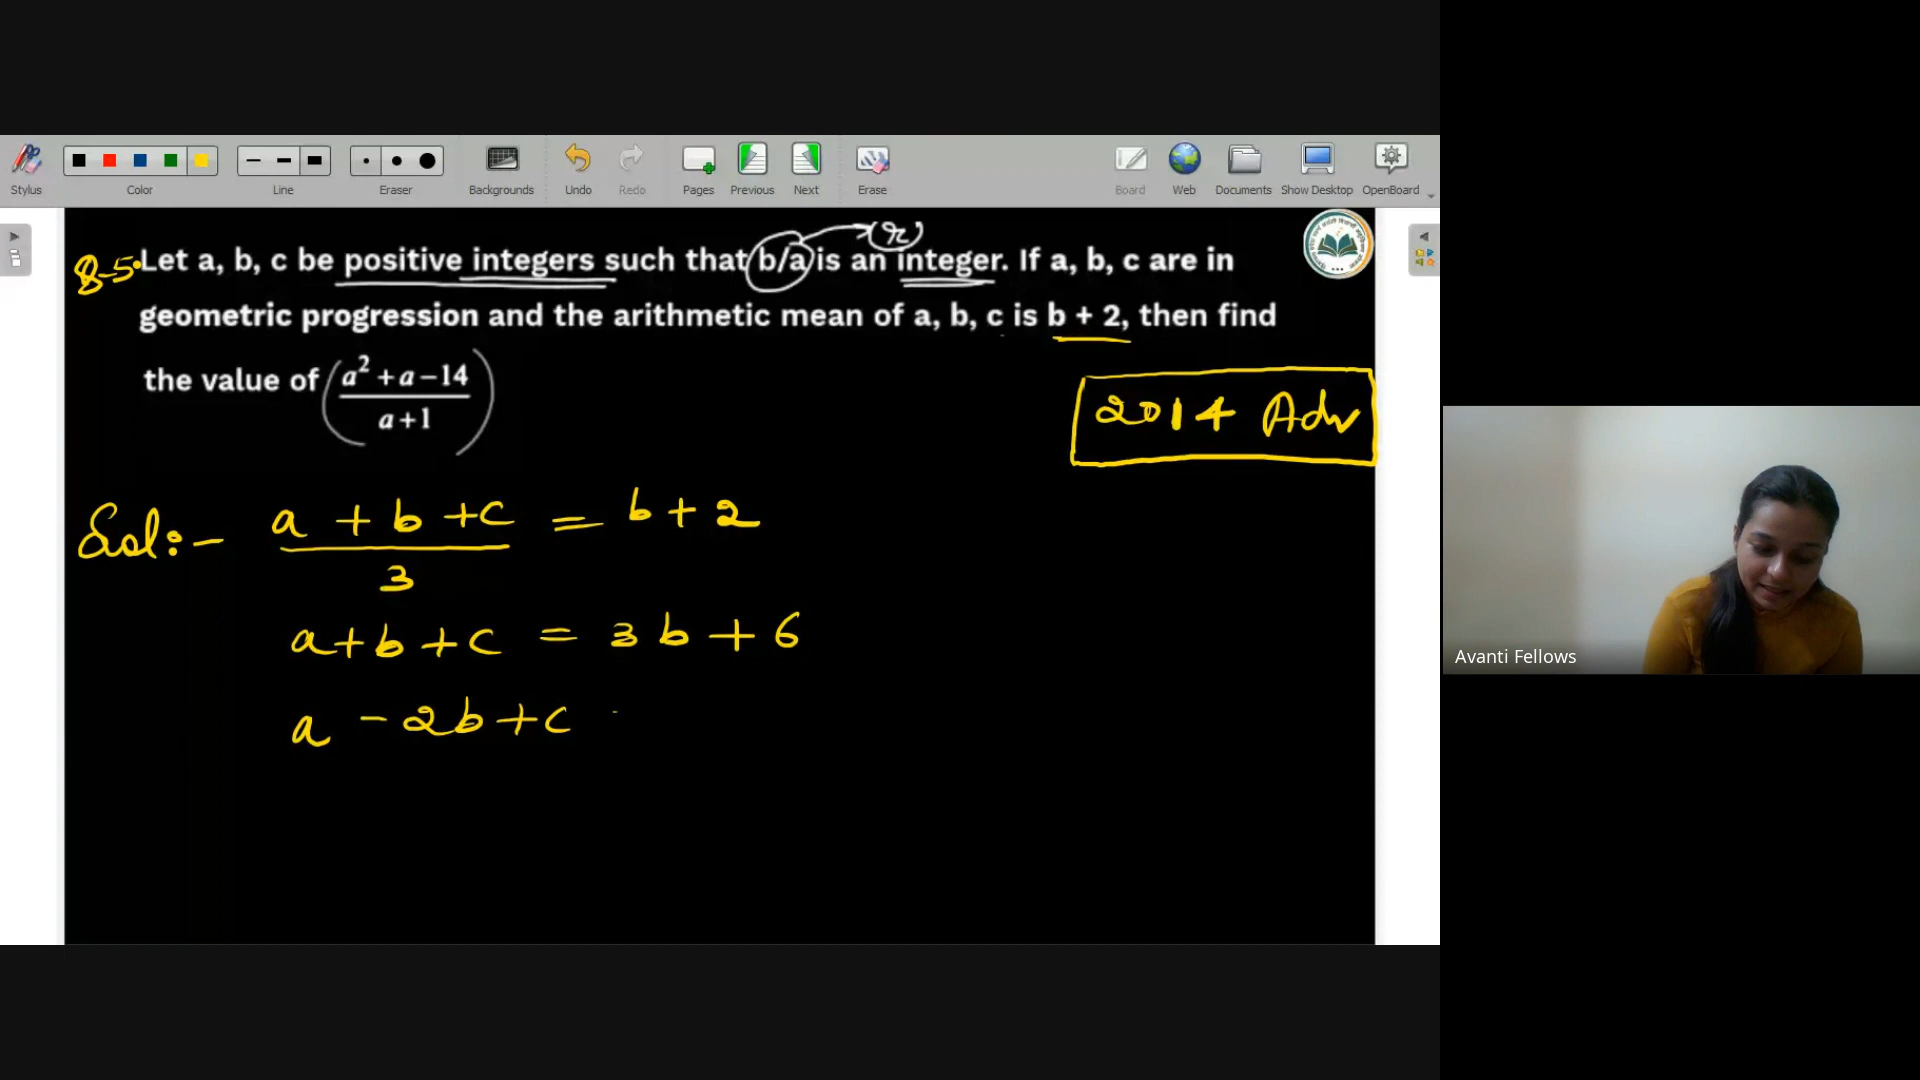 Stylus Color Line Eraser Backgrounds Undo Redo Pages Previous Next Erase Board Web Documents Show Desktop OpenBoard
Q-5. Let a, b, c be positive integers such that b/a is an integer. If a, b, c are in
(r)
geometric progression and the arithmetic mean of a, b, c is b + 2, then find
the value of (a² + a − 14 / a + 1)
2014 Adv
Sol:- a + b + c / 3 = b + 2
a + b + c = 3b + 6
a - 2b + c
Avanti Fellows